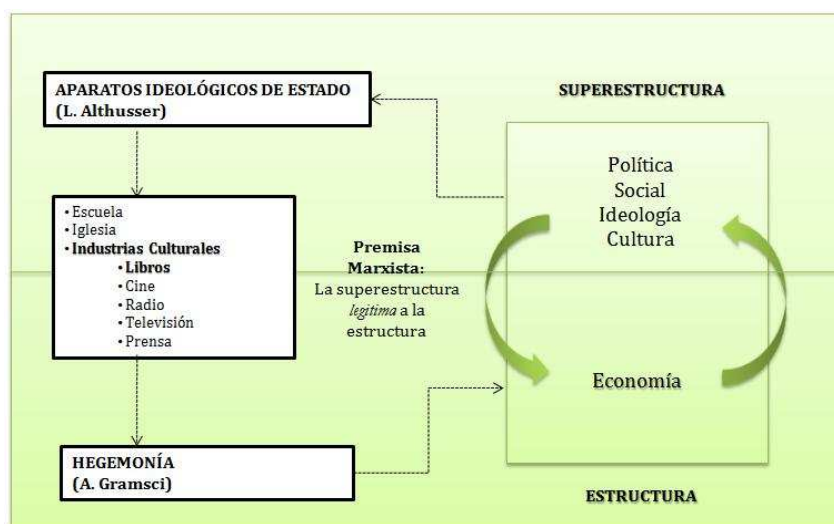 APARATOS IDEOLÓGICOS DE ESTADO
(L. Althusser)
• Escuela
• Iglesia
• Industrias Culturales
• Libros
• Cine
• Radio
• Televisión
• Prensa
HEGEMONÍA
(A. Gramsci)
Premisa
Marxista:
La superestructura
legitima a la
estructura
SUPERESTRUCTURA
Política
Social
Ideología
Cultura
Economía
ESTRUCTURA